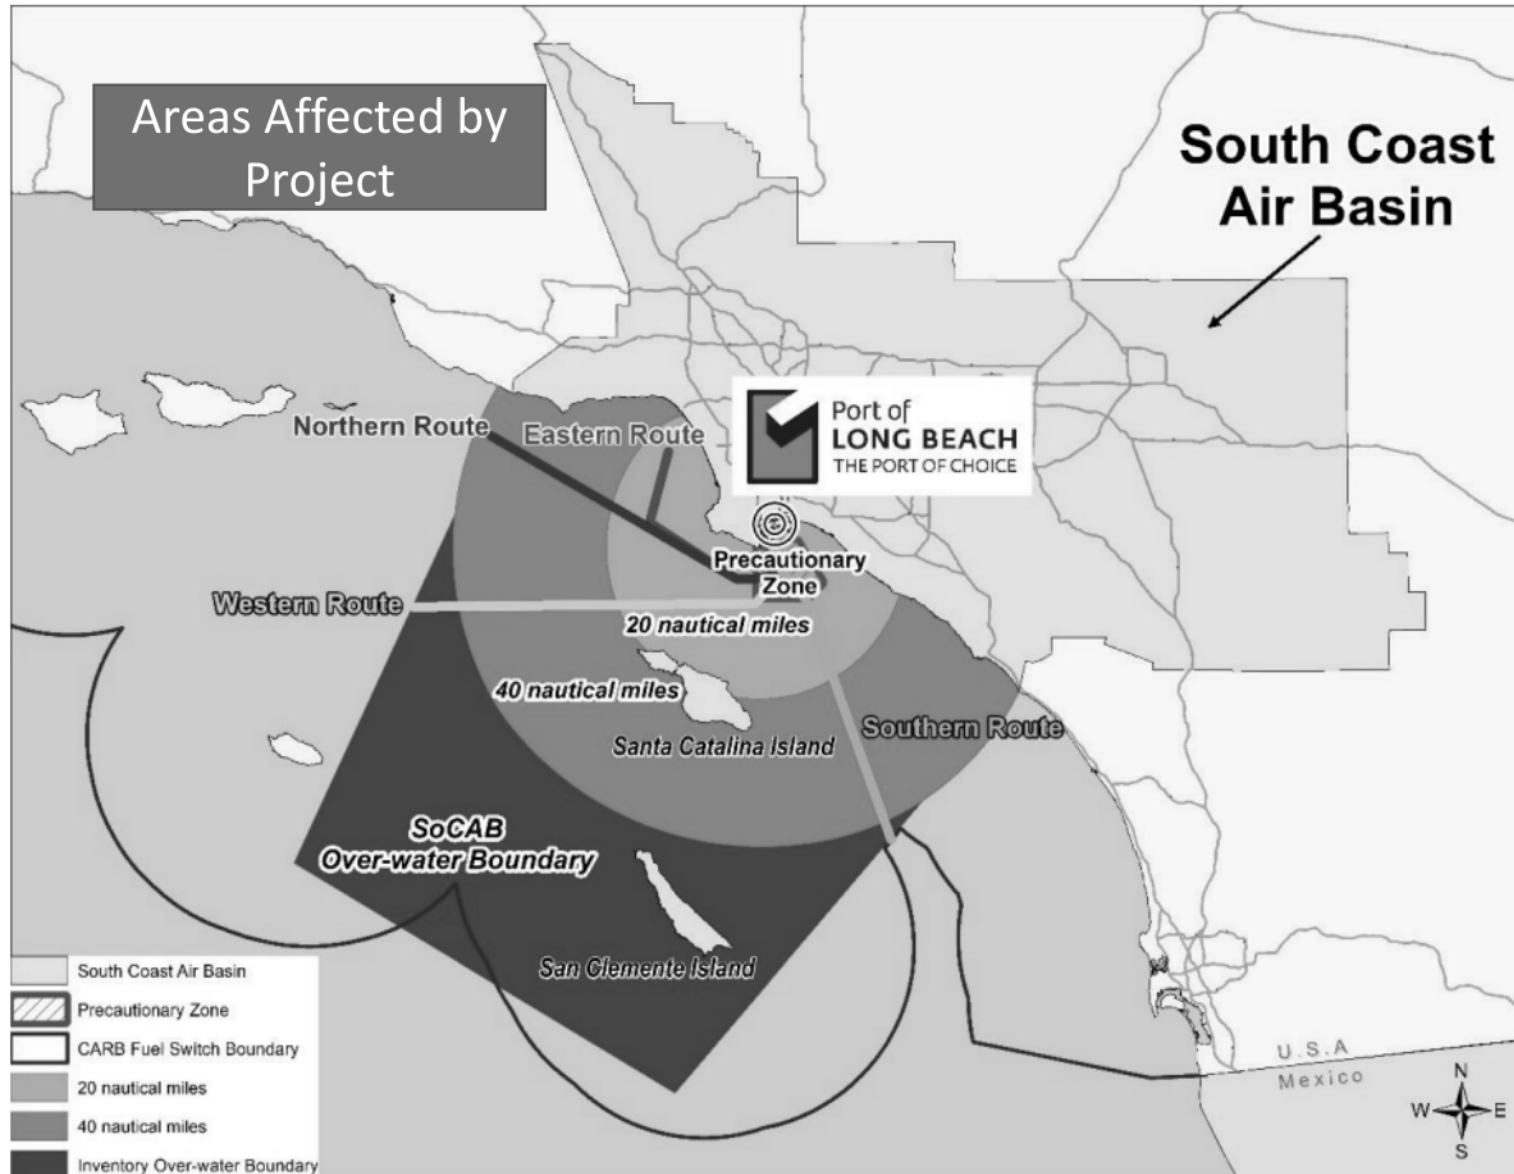 Areas Affected by
Project
South Coast
Air Basin
Port of
LONG BEACH
THE PORT OF CHOICE
Northern Route
Eastern Route
Precautionary
Zone
Western Route
20 nautical miles
40 nautical miles
Santa Catalina Island
Southern Route
SoCAB
Over-water Boundary
San Clemente Island
South Coast Air Basin
Precautionary Zone
CARB Fuel Switch Boundary
20 nautical miles
40 nautical miles
Inventory Over-water Boundary
U.S.A
Mexico
N
W E
S